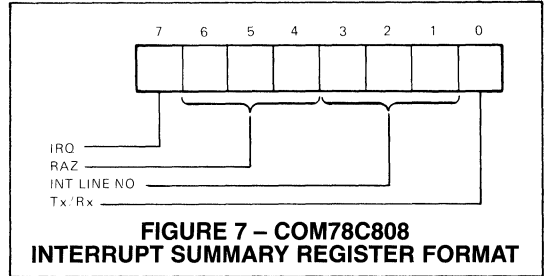 7 6 5 4 3 2 1 0
IRQ
RAZ
INT LINE NO
Tx/Rx
FIGURE 7 – COM78C808
INTERRUPT SUMMARY REGISTER FORMAT